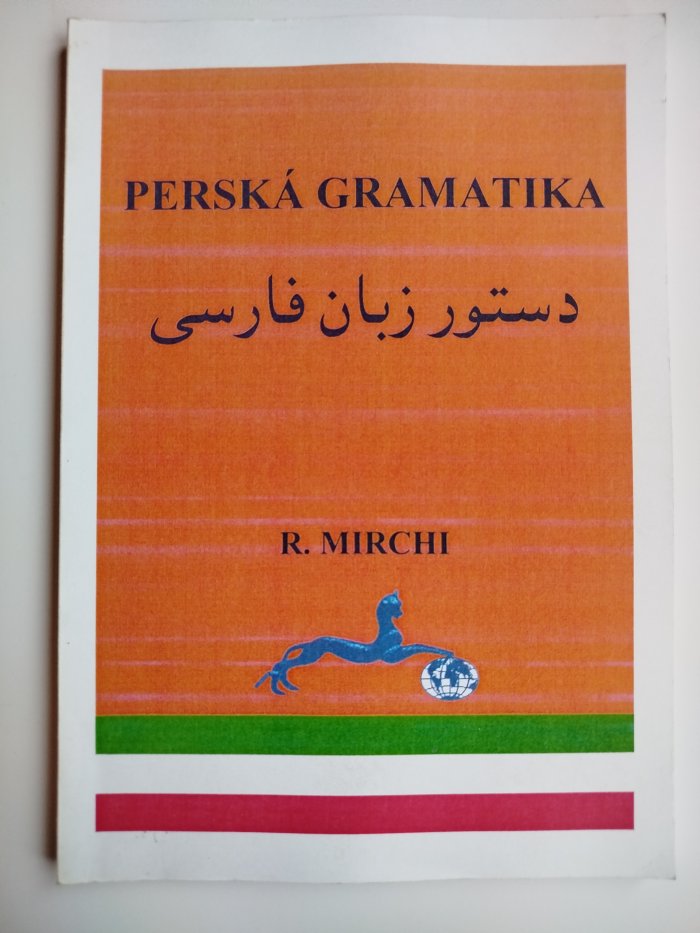 PERSKÁ GRAMATIKA
دستور زبان فارسی
R. MIRCHI